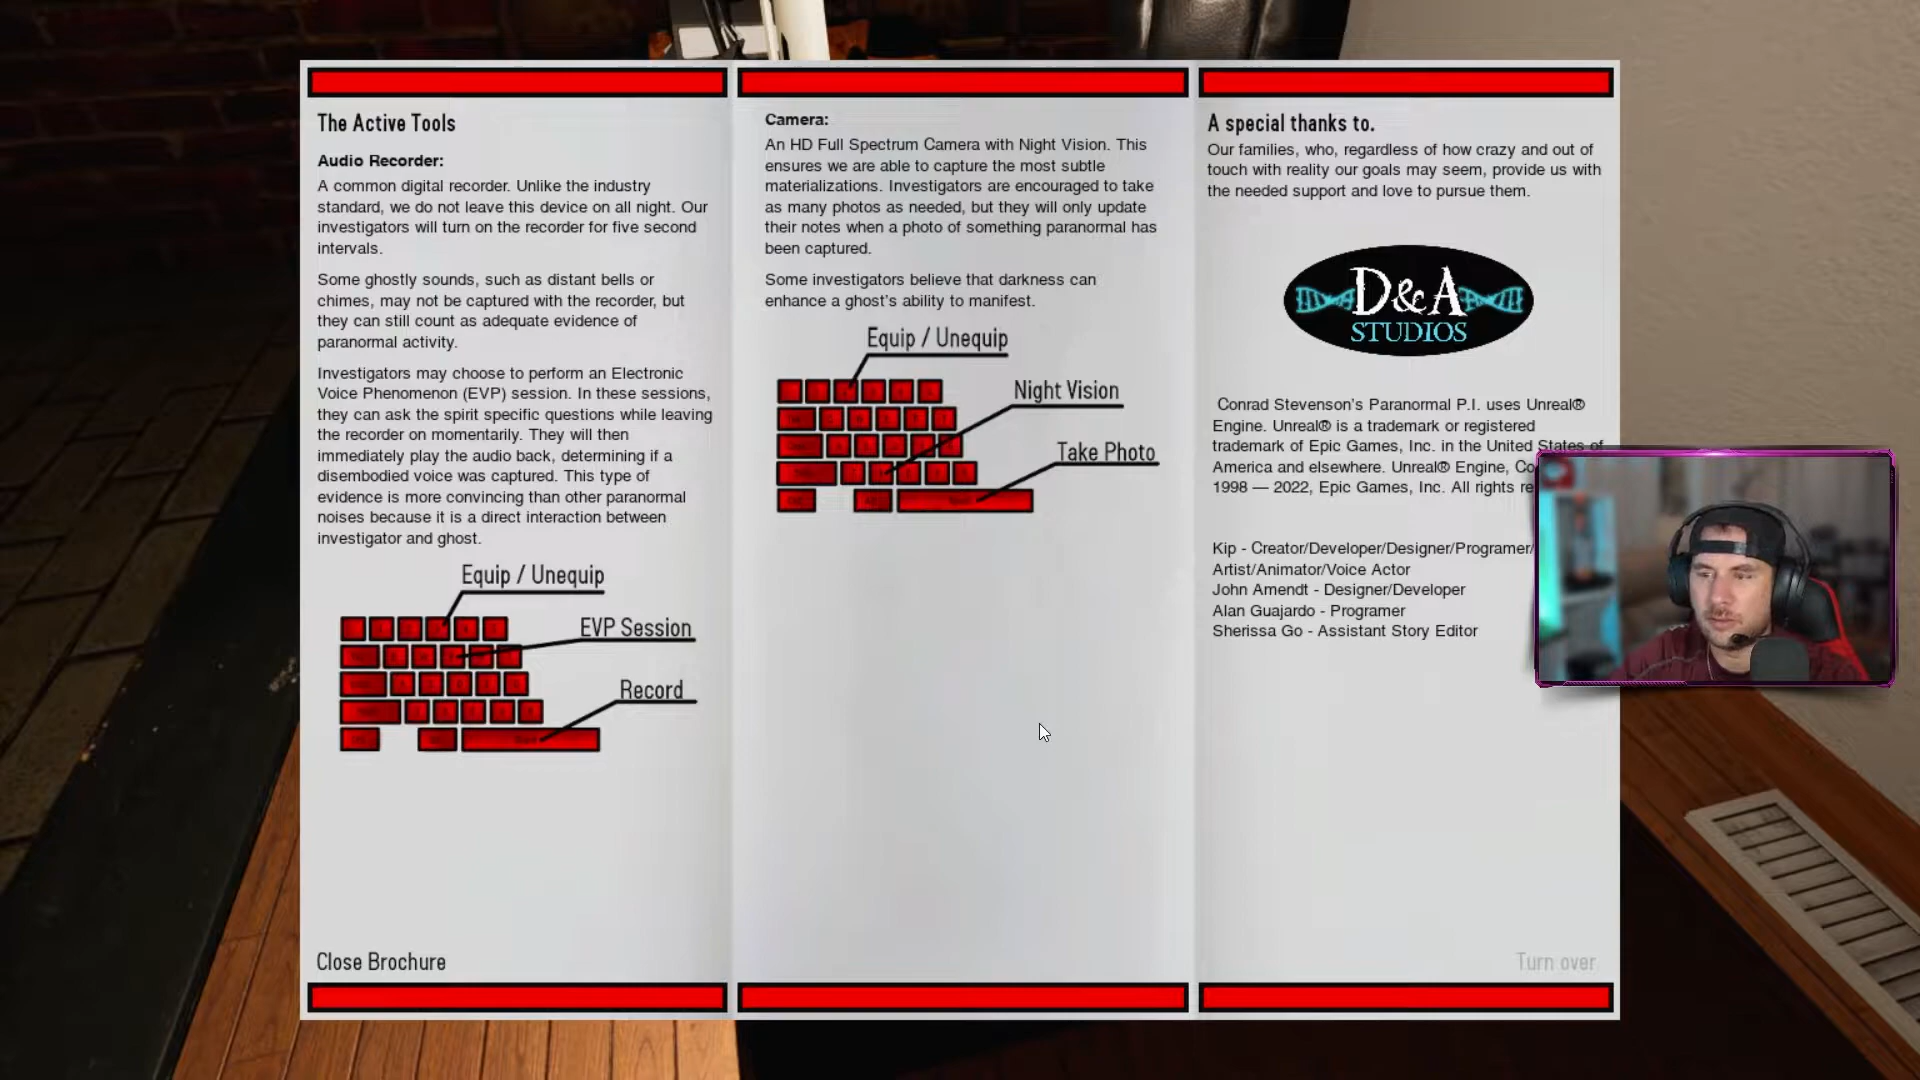 The Active Tools
Audio Recorder:
A common digital recorder. Unlike the industry
standard, we do not leave this device on all night. Our
investigators will turn on the recorder for five second
intervals.
Some ghostly sounds, such as distant bells or
chimes, may not be captured with the recorder, but
they can still count as adequate evidence of
paranormal activity.
Investigators may choose to perform an Electronic
Voice Phenomenon (EVP) session. In these sessions,
they can ask the spirit specific questions while leaving
the recorder on momentarily. They will then
immediately play the audio back, determining if a
disembodied voice was captured. This type of
evidence is more convincing than other paranormal
noises because it is a direct interaction between
investigator and ghost.
Equip / Unequip
EVP Session
Record
Close Brochure
Camera:
An HD Full Spectrum Camera with Night Vision. This
ensures we are able to capture the most subtle
materializations. Investigators are encouraged to take
as many photos as needed, but they will only update
their notes when a photo of something paranormal has
been captured.
Some investigators believe that darkness can
enhance a ghost's ability to manifest.
Equip / Unequip
Night Vision
Take Photo
A special thanks to.
Our families, who, regardless of how crazy and out of
touch with reality our goals may seem, provide us with
the needed support and love to pursue them.
D&A
STUDIOS
Conrad Stevenson's Paranormal P.I. uses Unreal®
Engine. Unreal® is a trademark or registered
trademark of Epic Games, Inc. in the United States of
America and elsewhere. Unreal® Engine,
1998 — 2022, Epic Games, Inc. All rights
Kip - Creator/Developer/Designer/Programer/
Artist/Animator/Voice Actor
John Amendt - Designer/Developer
Alan Guajardo - Programer
Sherissa Go - Assistant Story Editor
Turn over